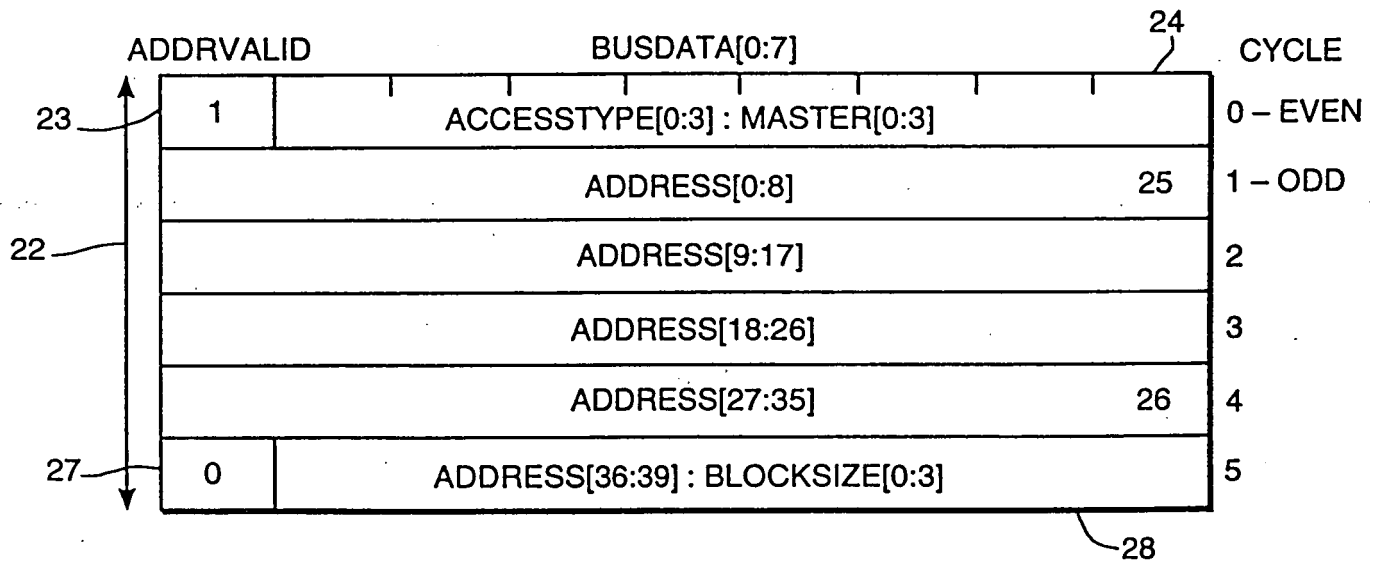 24
ADDRVALID BUSDATA[0:7] CYCLE
23 1 ACCESSTYPE[0:3] : MASTER[0:3] 0 – EVEN
ADDRESS[0:8] 25 1 – ODD
22 ADDRESS[9:17] 2
ADDRESS[18:26] 3
ADDRESS[27:35] 26 4
27 0 ADDRESS[36:39] : BLOCKSIZE[0:3] 5
28